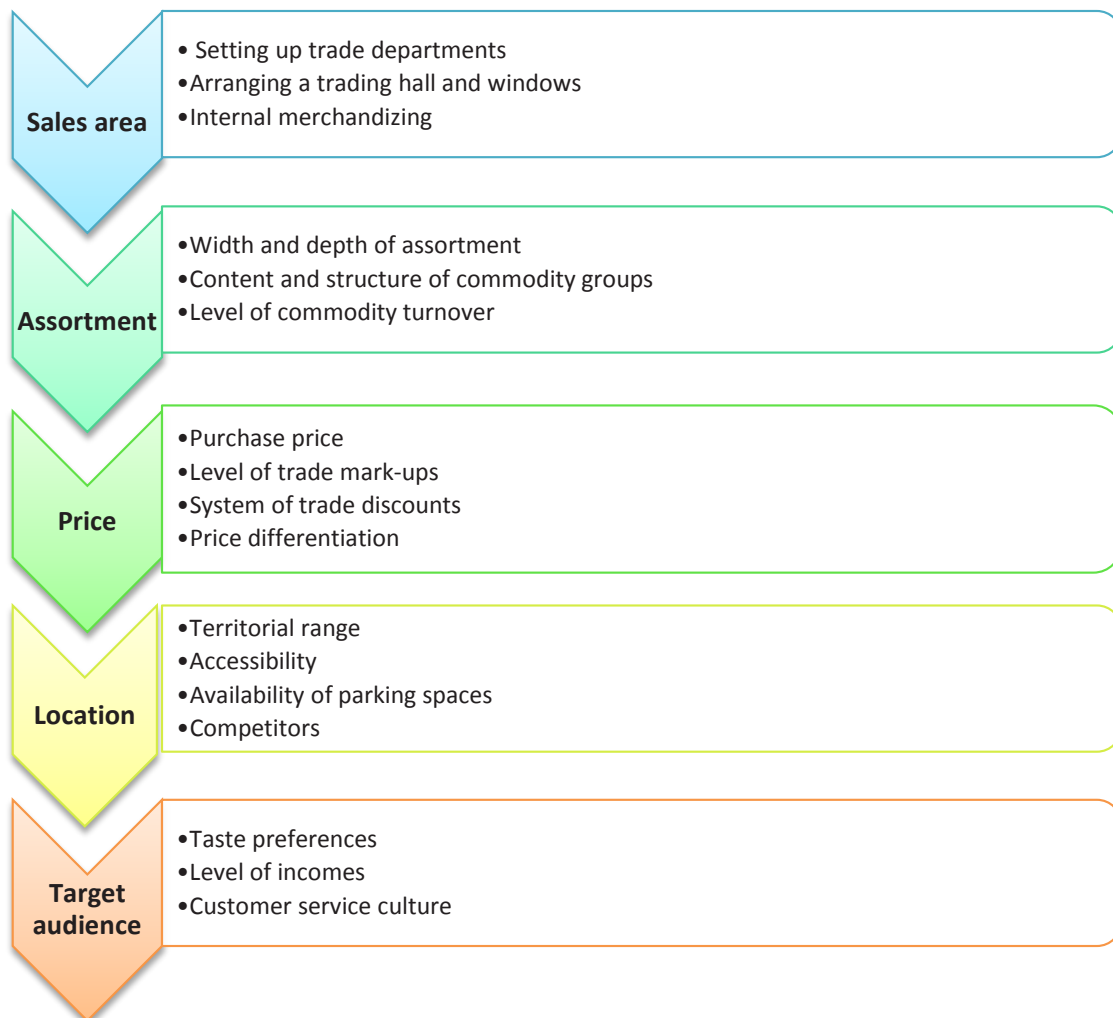 Sales area
• Setting up trade departments
•Arranging a trading hall and windows
•Internal merchandizing
Assortment
•Width and depth of assortment
•Content and structure of commodity groups
•Level of commodity turnover
Price
•Purchase price
•Level of trade mark-ups
•System of trade discounts
•Price differentiation
Location
•Territorial range
•Accessibility
•Availability of parking spaces
•Competitors
Target
audience
•Taste preferences
•Level of incomes
•Customer service culture